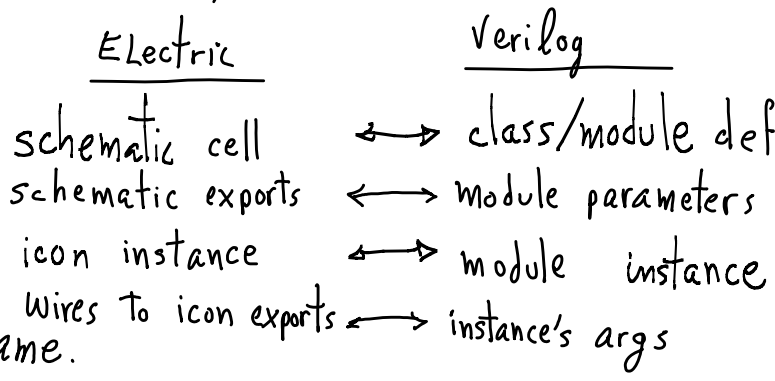 Electric Verilog
schematic cell ↔ class/module def
schematic exports ↔ module parameters
icon instance ↔ module instance
wires to icon exports ↔ instance's args
ame.